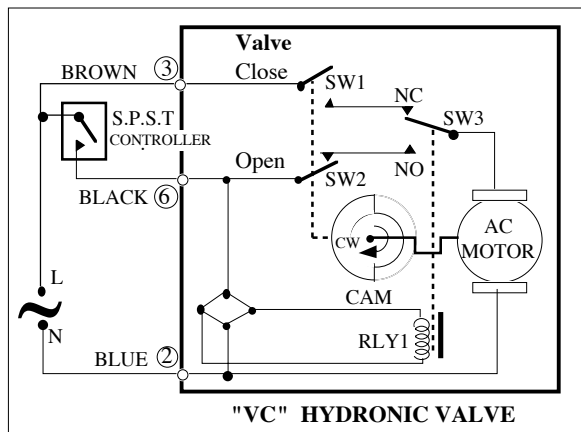 Valve
BROWN ③ Close SW1
NC
SW3
S.P.S.T
CONTROLLER
Open
NO
BLACK ⑥ SW2
CW
AC
MOTOR
L
CAM
N
RLY1
BLUE ②
"VC" HYDRONIC VALVE